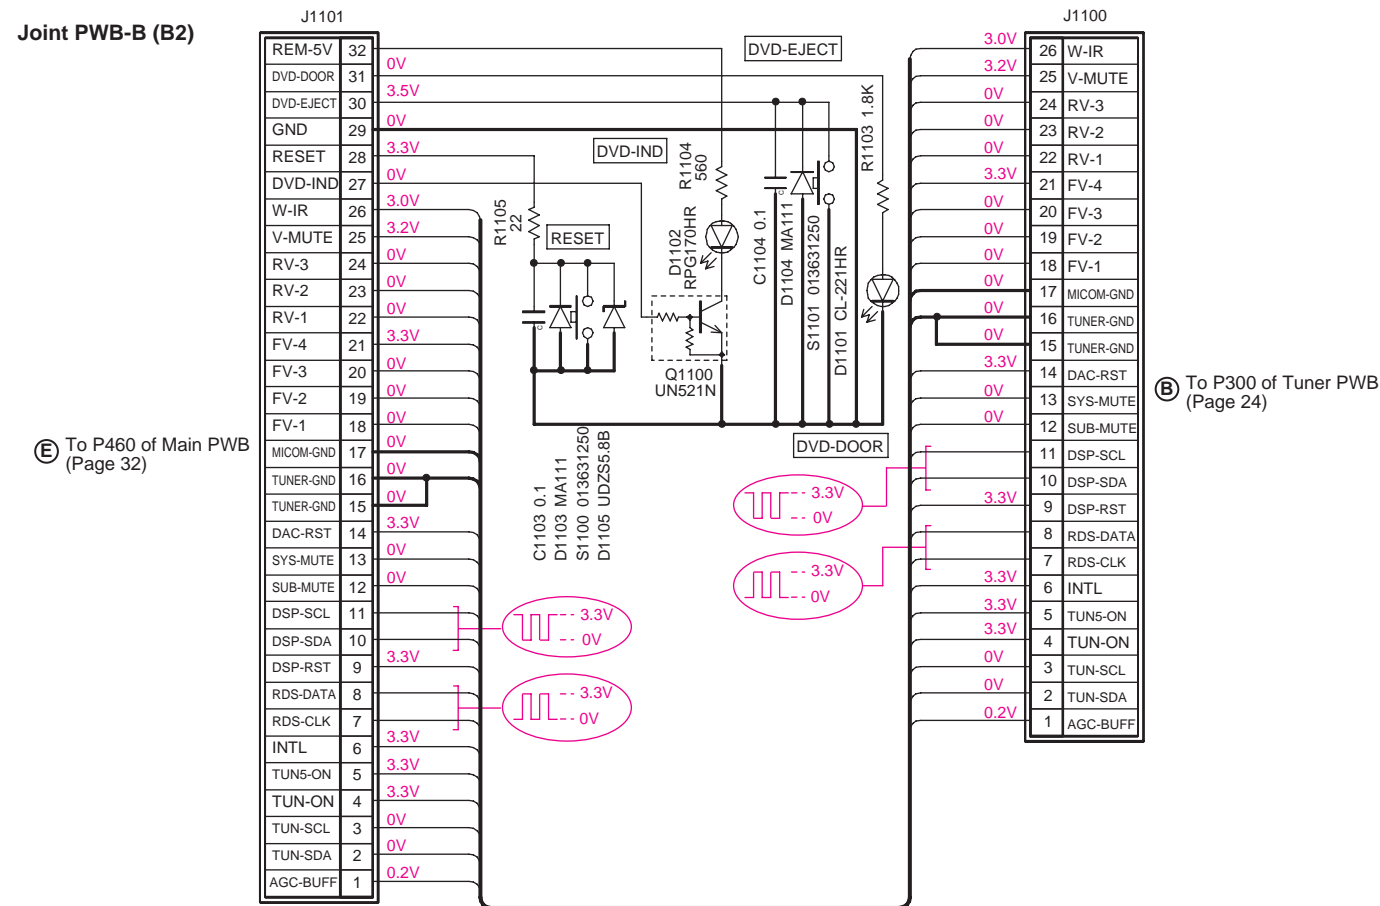 Joint PWB-B (B2)
J1101
REM-5V 32
DVD-DOOR 31 0V
DVD-EJECT 30 3.5V
GND 29 0V
RESET 28 3.3V
DVD-IND 27 0V
W-IR 26 3.0V
V-MUTE 25 3.2V
RV-3 24 0V
RV-2 23 0V
RV-1 22 0V
FV-4 21 3.3V
FV-3 20 0V
FV-2 19 0V
FV-1 18 0V
MICOM-GND 17 0V
TUNER-GND 16 0V
TUNER-GND 15 0V
DAC-RST 14 3.3V
SYS-MUTE 13 0V
SUB-MUTE 12 0V
DSP-SCL 11
DSP-SDA 10
DSP-RST 9 3.3V
RDS-DATA 8
RDS-CLK 7
INTL 6 3.3V
TUN5-ON 5 3.3V
TUN-ON 4 3.3V
TUN-SCL 3 0V
TUN-SDA 2 0V
AGC-BUFF 1 0.2V
E To P460 of Main PWB
(Page 32)
3.3V
0V
3.3V
0V
DVD-EJECT
DVD-IND
RESET
DVD-DOOR
R1105
22
R1104
560
D1102
RPG170HR
Q1100
UN521N
C1104 0.1
D1104 MA111
S1101 013631250
D1101 CL-221HR
R1103 1.8K
C
C
C1103 0.1
D1103 MA111
S1100 013631250
D1105 UDZS5.8B
3.3V
0V
3.3V
0V
J1100
3.0V 26 W-IR
3.2V 25 V-MUTE
0V 24 RV-3
0V 23 RV-2
0V 22 RV-1
3.3V 21 FV-4
0V 20 FV-3
0V 19 FV-2
0V 18 FV-1
0V 17 MICOM-GND
0V 16 TUNER-GND
0V 15 TUNER-GND
3.3V 14 DAC-RST
0V 13 SYS-MUTE
0V 12 SUB-MUTE
11 DSP-SCL
10 DSP-SDA
3.3V 9 DSP-RST
8 RDS-DATA
7 RDS-CLK
3.3V 6 INTL
3.3V 5 TUN5-ON
3.3V 4 TUN-ON
0V 3 TUN-SCL
0V 2 TUN-SDA
0.2V 1 AGC-BUFF
B To P300 of Tuner PWB
(Page 24)